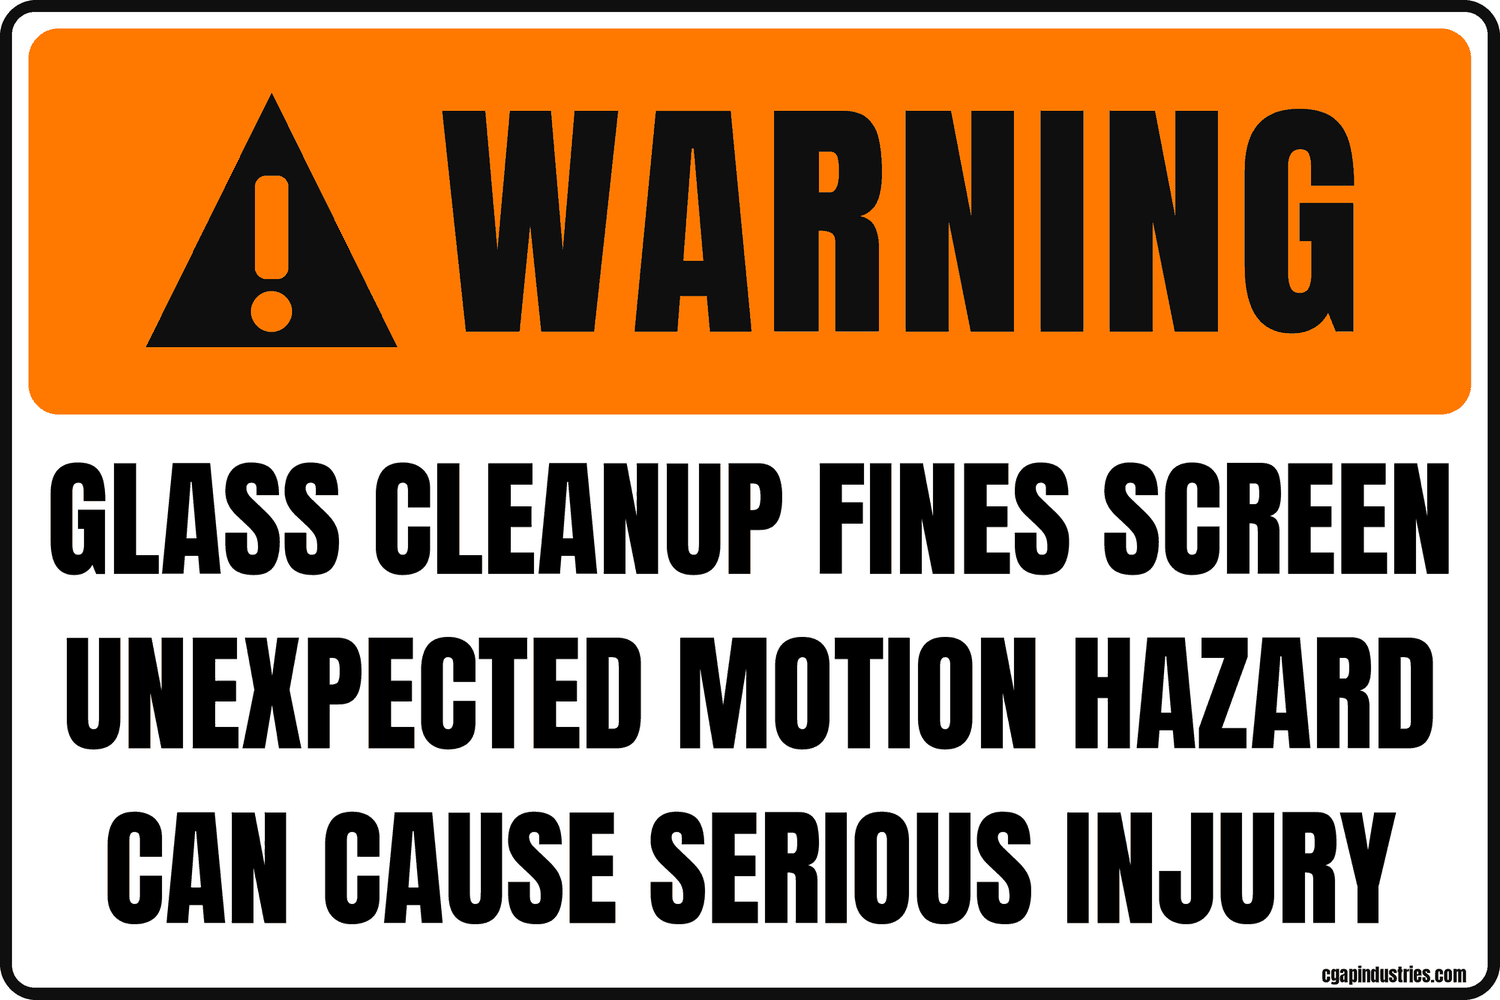 WARNING
GLASS CLEANUP FINES SCREEN
UNEXPECTED MOTION HAZARD
CAN CAUSE SERIOUS INJURY
cgapindustries.com